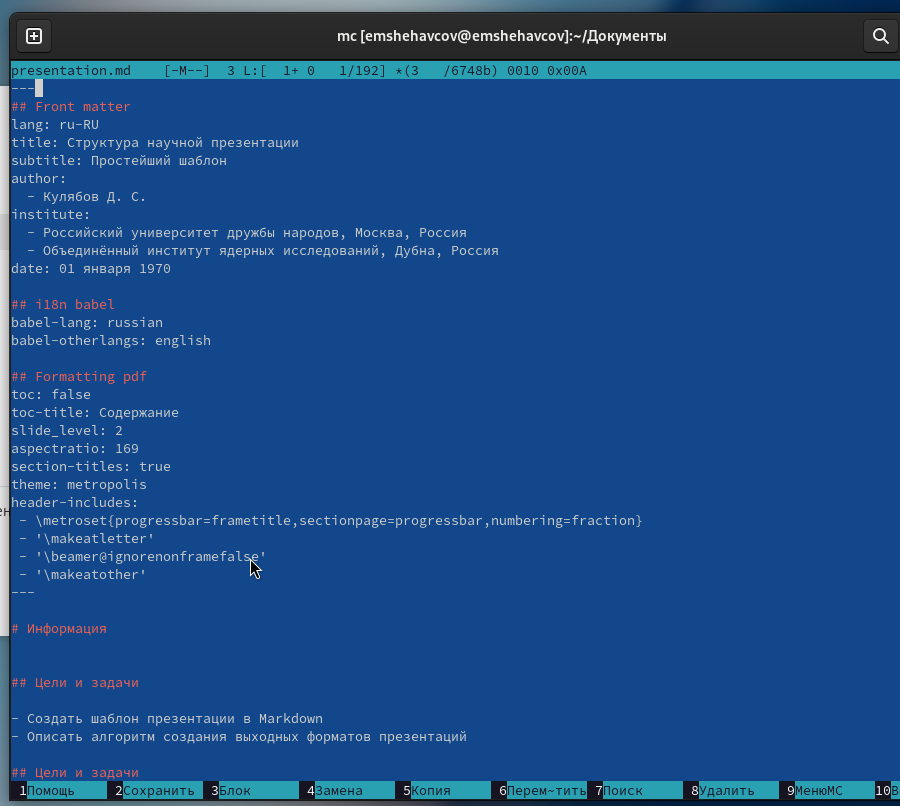 mc [emshehavcov@emshehavcov]:~/Документы
presentation.md    [-M--]  3 L:[  1+ 0   1/192] *(3   /6748b) 0010 0x00A
---
## Front matter
lang: ru-RU
title: Структура научной презентации
subtitle: Простейший шаблон
author:
  - Кулябов Д. С.
institute:
  - Российский университет дружбы народов, Москва, Россия
  - Объединённый институт ядерных исследований, Дубна, Россия
date: 01 января 1970
## i18n babel
babel-lang: russian
babel-otherlangs: english
## Formatting pdf
toc: false
toc-title: Содержание
slide_level: 2
aspectratio: 169
section-titles: true
theme: metropolis
header-includes:
 - \metroset{progressbar=frametitle,sectionpage=progressbar,numbering=fraction}
 - '\makeatletter'
 - '\beamer@ignorenonframefalse'
 - '\makeatother'
---
# Информация
## Цели и задачи
- Создать шаблон презентации в Markdown
- Описать алгоритм создания выходных форматов презентаций
## Цели и задачи
1Помощь 2Сохранить 3Блок 4Замена 5Копия 6Перем~тить 7Поиск 8Удалить 9МенюМС 10